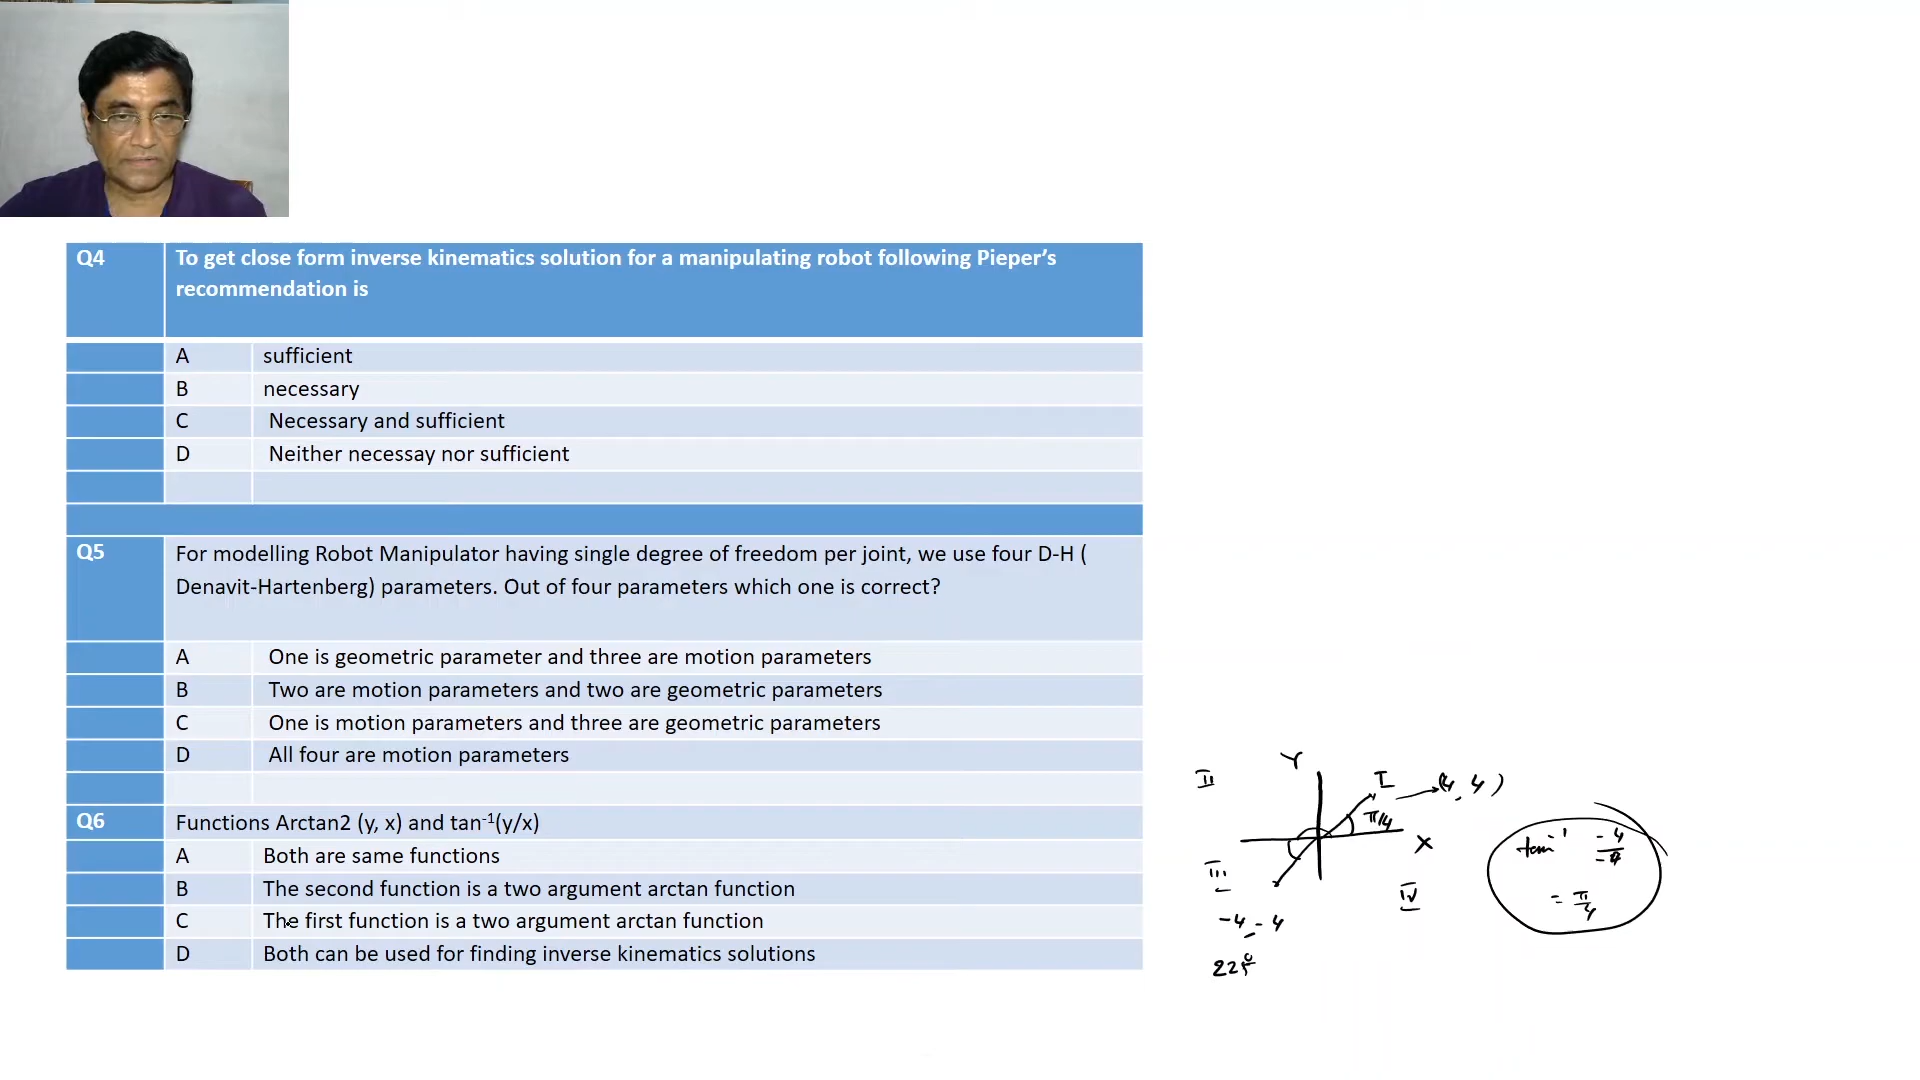 Q4
To get close form inverse kinematics solution for a manipulating robot following Pieper's
recommendation is
A sufficient
B necessary
C Necessary and sufficient
D Neither necessay nor sufficient
Q5
For modelling Robot Manipulator having single degree of freedom per joint, we use four D-H (
Denavit-Hartenberg) parameters. Out of four parameters which one is correct?
A One is geometric parameter and three are motion parameters
B Two are motion parameters and two are geometric parameters
C One is motion parameters and three are geometric parameters
D All four are motion parameters
Q6
Functions Arctan2 (y, x) and tan⁻¹(y/x)
A Both are same functions
B The second function is a two argument arctan function
C The first function is a two argument arctan function
D Both can be used for finding inverse kinematics solutions
Y
II
I
(4, 4)
π/4
X
III
IV
-4, -4
225°
tan⁻¹ -4/-4
= π/4